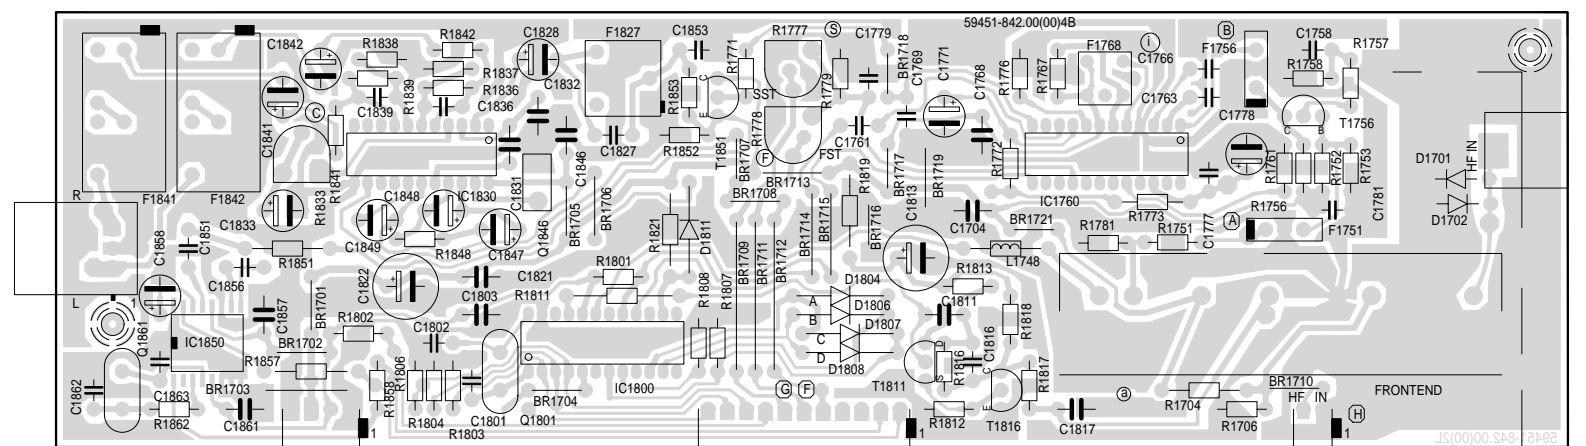 59451-842.00(00)4B
C1842
R1838
R1842
C1828
F1827
C1853
R1771
R1777
S
C1779
BR1718
C1769
C1771
C1768
R1776
R1767
F1768
i
C1766
B
F1756
C1758
R1757
R1758
R1837
R1836
C1832
R1839
C1839
C1836
R1853
C
E
SST
R1779
R1778
C1763
C1778
C
B
T1756
C
C1841
C1827
R1852
T1851
BR1707
F
FST
C1761
C1846
C1831
R1841
R1819
BR1717
BR1719
R1772
R1761
R1752
R1753
D1701
HF IN
R
F1841
F1842
R1833
C1848
IC1830
BR1713
BR1708
C1813
IC1760
C1781
C1833
BR1705
BR1706
BR1714
BR1715
BR1716
C1704
BR1721
R1773
R1756
A
D1702
C1858
C1851
R1851
C1849
R1848
C1847
Q1846
R1821
D1811
BR1709
BR1711
BR1712
R1781
R1751
C1777
F1751
L1748
C1856
C1822
C1821
R1801
D1804
R1813
C1803
R1811
R1808
R1807
L
1
C1857
BR1701
A
D1806
C1811
B
Q1861
R1802
C1802
C
D1807
R1818
IC1850
BR1702
R1857
D
D1808
D
S
R1816
C1816
C
R1817
C1862
BR1703
R1858
R1806
IC1800
G
F
T1811
E
a
BR1710
FRONTEND
C1863
R1862
C1861
R1804
R1803
C1801
Q1801
BR1704
R1812
T1816
C1817
R1704
R1706
HF IN
H
1
1
1
59451-842.00(00)2L